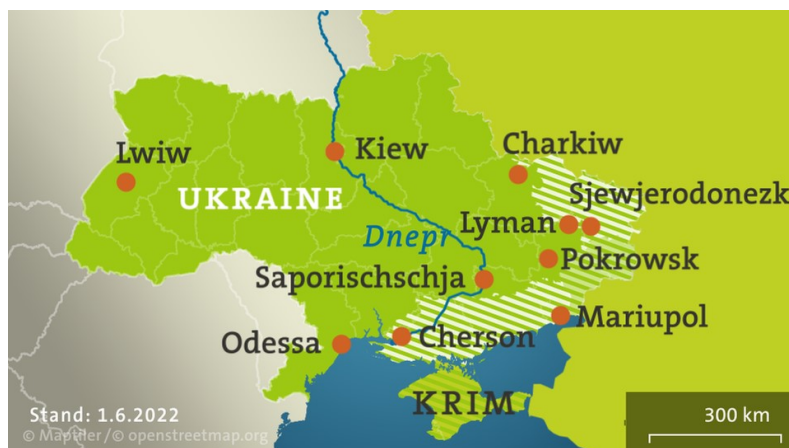 Charkiw
Lwiw
Kiew
UKRAINE
Sjewjerodonezk
Lyman
Dnepr
Pokrowsk
Saporischschja
Mariupol
Odessa
Cherson
KRIM
Stand: 1.6.2022
300 km
© Maptiler/© openstreetmap.org